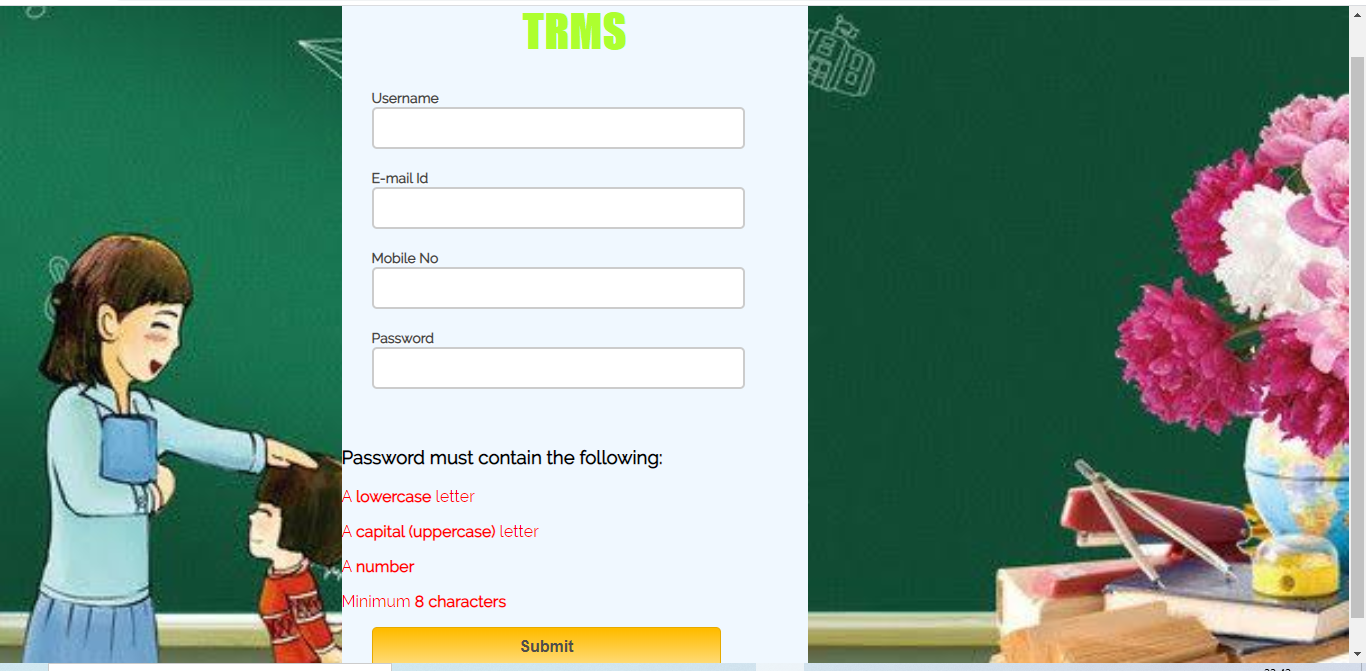 TRMS
Username
E-mail Id
Mobile No
Password
Password must contain the following:
A lowercase letter
A capital (uppercase) letter
A number
Minimum 8 characters
Submit